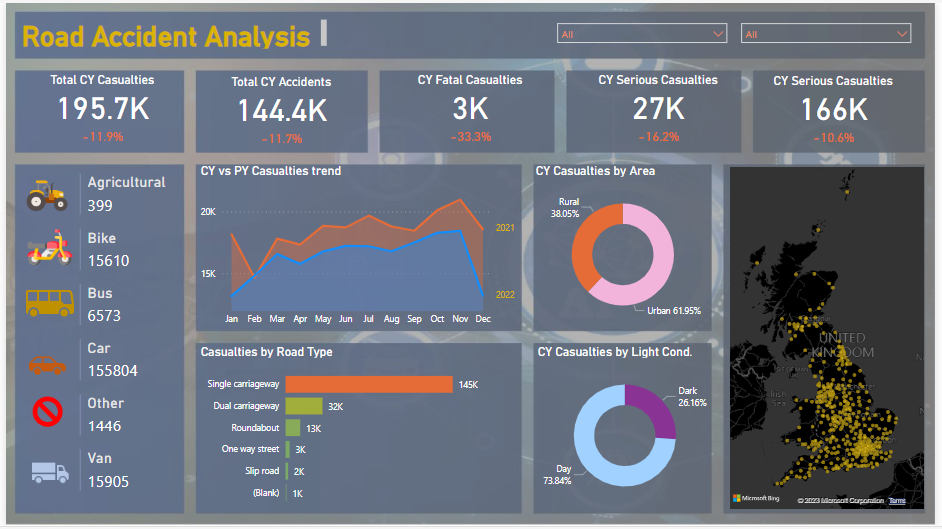 Road Accident Analysis
All
All
Total CY Casualties
195.7K
-11.9%
Total CY Accidents
144.4K
-11.7%
CY Fatal Casualties
3K
-33.3%
CY Serious Casualties
27K
-16.2%
CY Serious Casualties
166K
-10.6%
Agricultural
399
Bike
15610
Bus
6573
Car
155804
Other
1446
Van
15905
CY vs PY Casualties trend
20K
15K
2021
2022
Jan Feb Mar Apr May Jun Jul Aug Sep Oct Nov Dec
CY Casualties by Area
Rural
38.05%
Urban 61.95%
Casualties by Road Type
Single carriageway 145K
Dual carriageway 32K
Roundabout 13K
One way street 3K
Slip road 2K
(Blank) 1K
CY Casualties by Light Cond.
Dark
26.16%
Day
73.84%
UNITED
KINGDOM
Sea
Microsoft Bing
© 2023 Microsoft Corporation Terms